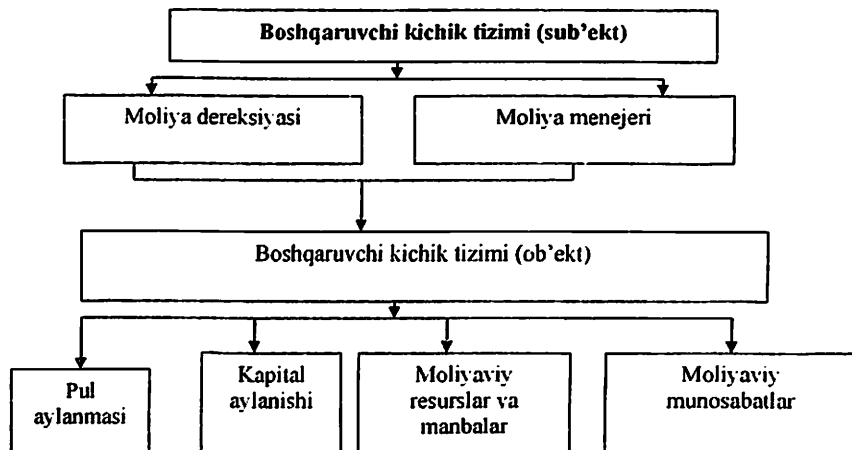 Boshqaruvchi kichik tizimi (sub'ekt)
Moliya dereksiyasi
Moliya menejeri
Boshqaruvchi kichik tizimi (ob'ekt)
Pul
aylanmasi
Kapital
aylanishi
Moliyaviy
resurslar va
manbalar
Moliyaviy
munosabatlar